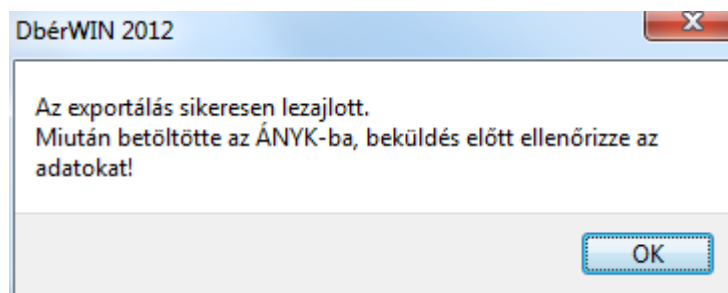 DbérWIN 2012
Az exportálás sikeresen lezajlott.
Miután betöltötte az ÁNYK-ba, beküldés előtt ellenőrizze az
adatokat!
OK